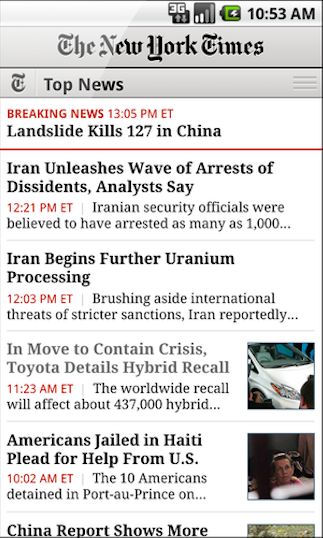 3G 10:53 AM
The New York Times
T Top News
BREAKING NEWS 13:05 PM ET
Landslide Kills 127 in China
Iran Unleashes Wave of Arrests of
Dissidents, Analysts Say
12:21 PM ET | Iranian security officials were
believed to have arrested as many as 1,000...
Iran Begins Further Uranium
Processing
12:03 PM ET | Brushing aside international
threats of stricter sanctions, Iran reportedly...
In Move to Contain Crisis,
Toyota Details Hybrid Recall
11:23 AM ET | The worldwide recall
will affect about 437,000 hybrid...
Americans Jailed in Haiti
Plead for Help From U.S.
10:02 AM ET | The 10 Americans
detained in Port-au-Prince on...
China Report Shows More